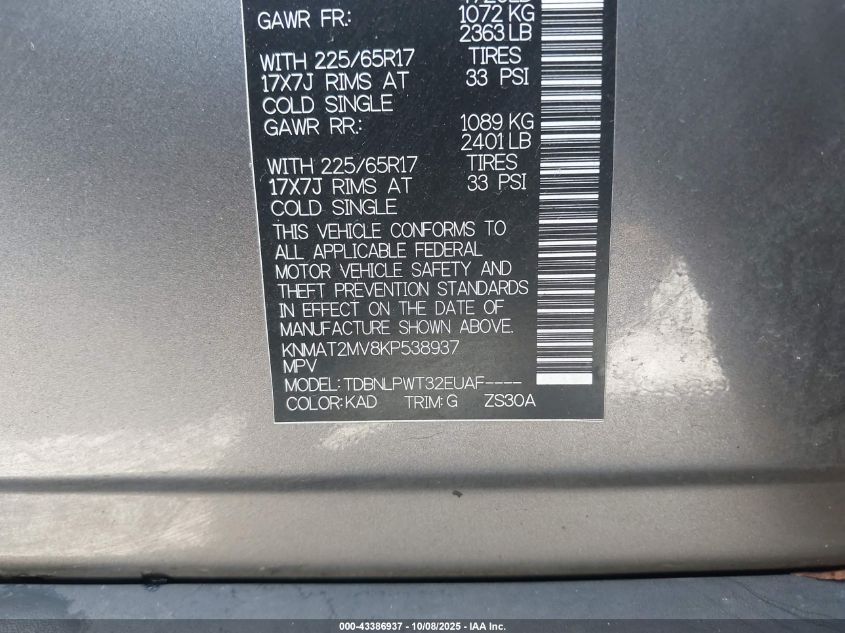 GAWR FR: 1072 KG
2363 LB
WITH 225/65R17 TIRES
17X7J RIMS AT 33 PSI
COLD SINGLE
GAWR RR: 1089 KG
2401 LB
WITH 225/65R17 TIRES
17X7J RIMS AT 33 PSI
COLD SINGLE
THIS VEHICLE CONFORMS TO
ALL APPLICABLE FEDERAL
MOTOR VEHICLE SAFETY AND
THEFT PREVENTION STANDARDS
IN EFFECT ON THE DATE OF
MANUFACTURE SHOWN ABOVE.
KNMAT2MV8KP538937
MPV
MODEL: TDBNLPWT32EUAF----
COLOR: KAD TRIM: G ZS30A
000-43386937 - 10/08/2025 - IAA Inc.